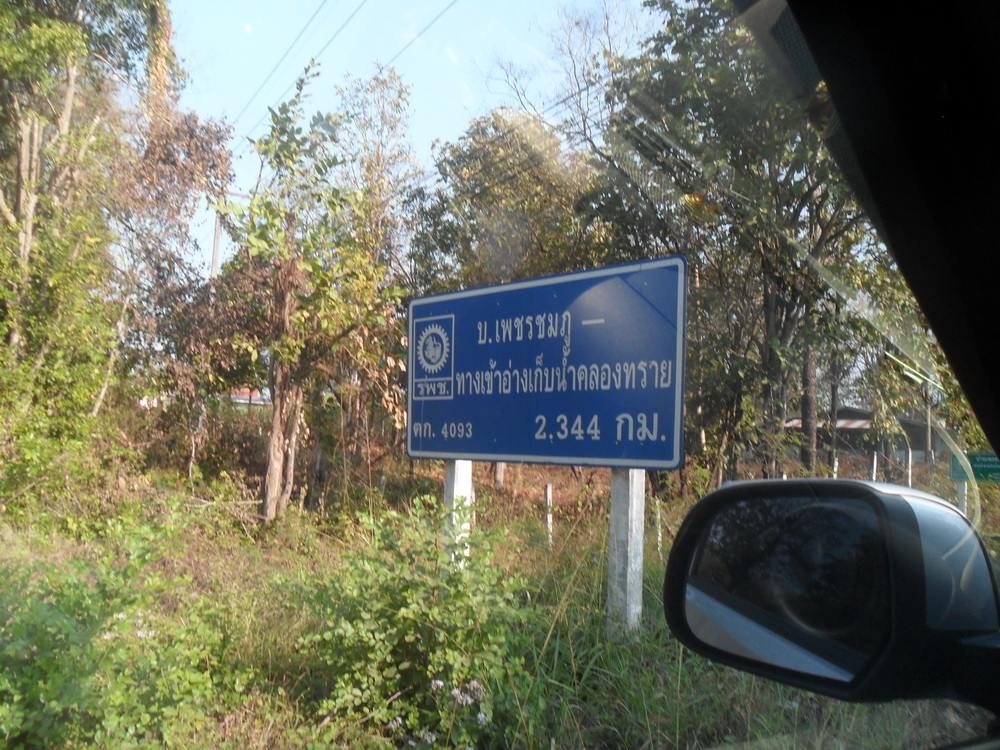 บ.เพชรชมภู —
ทางเข้าอ่างเก็บน้ำคลองทราย
รพช.
ตก. 4093
2.344 กม.